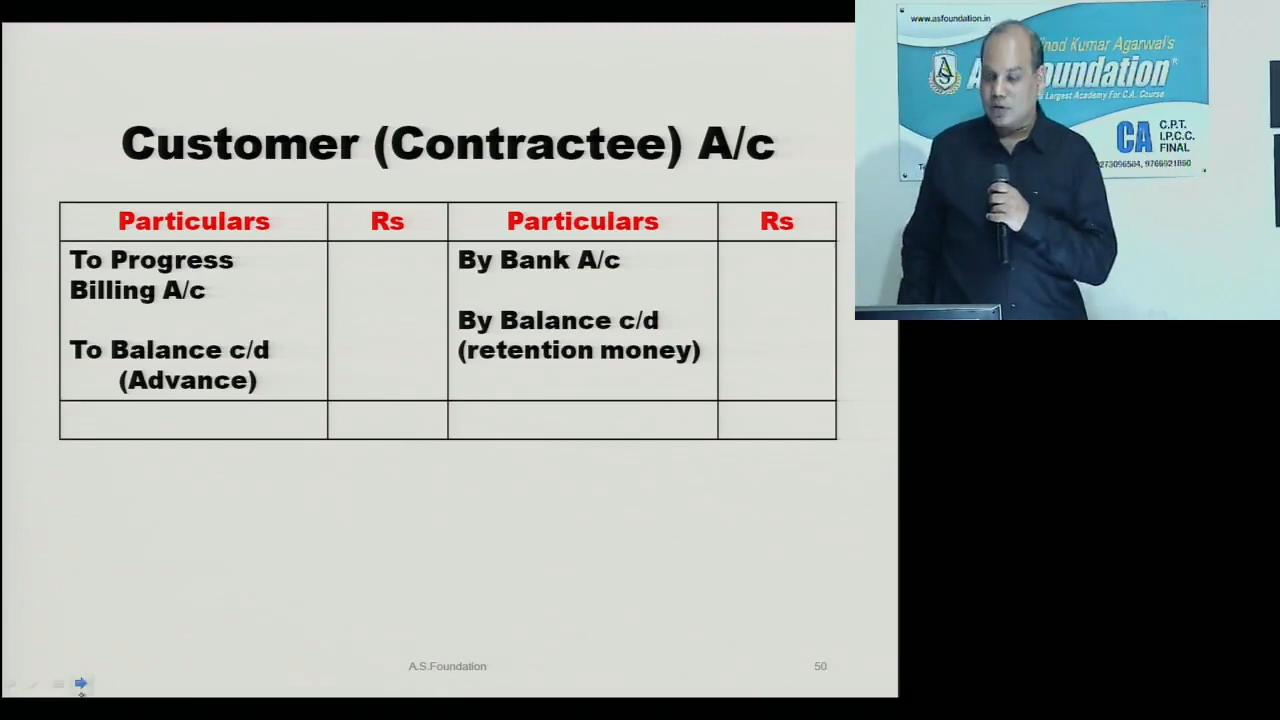 Customer (Contractee) A/c
Particulars Rs Particulars Rs
To Progress
Billing A/c
To Balance c/d
(Advance)
By Bank A/c
By Balance c/d
(retention money)
A.S.Foundation
50
www.asfoundation.in
Kumar Agarwal's
Largest Academy For C.A. Course
CA
C.P.T.
I.P.C.C.
FINAL
9766921860